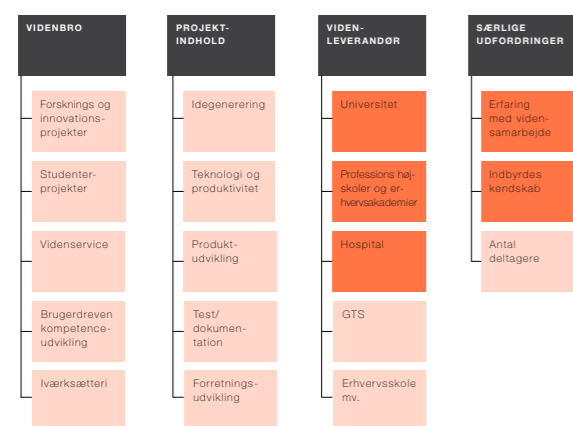 VIDENBRO
Forsknings og
innovations-
projekter
Studenter-
projekter
Videnservice
Brugerdreven
kompetence-
udvikling
Iværksætteri
PROJEKT-
INDHOLD
Idegenerering
Teknologi og
produktivitet
Produkt-
udvikling
Test/
dokumen-
tation
Forretnings-
udvikling
VIDEN-
LEVERANDØR
Universitet
Professions høj-
skoler og er-
hvervsakademier
Hospital
GTS
Erhvervsskole
mv.
SÆRLIGE
UDFORDRINGER
Erfaring
med viden-
samarbejde
Indbyrdes
kendskab
Antal
deltagere